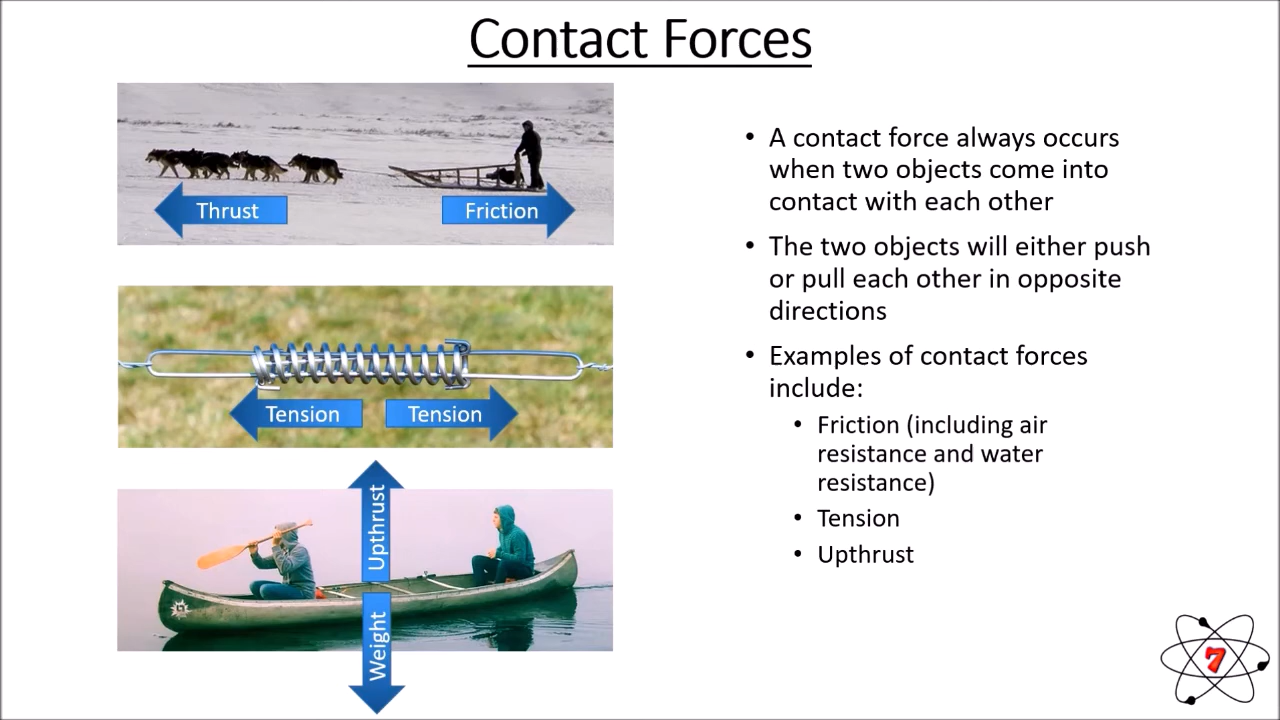 Contact Forces
Thrust
Friction
Tension
Tension
Upthrust
Weight
• A contact force always occurs
when two objects come into
contact with each other
• The two objects will either push
or pull each other in opposite
directions
• Examples of contact forces
include:
• Friction (including air
resistance and water
resistance)
• Tension
• Upthrust
7